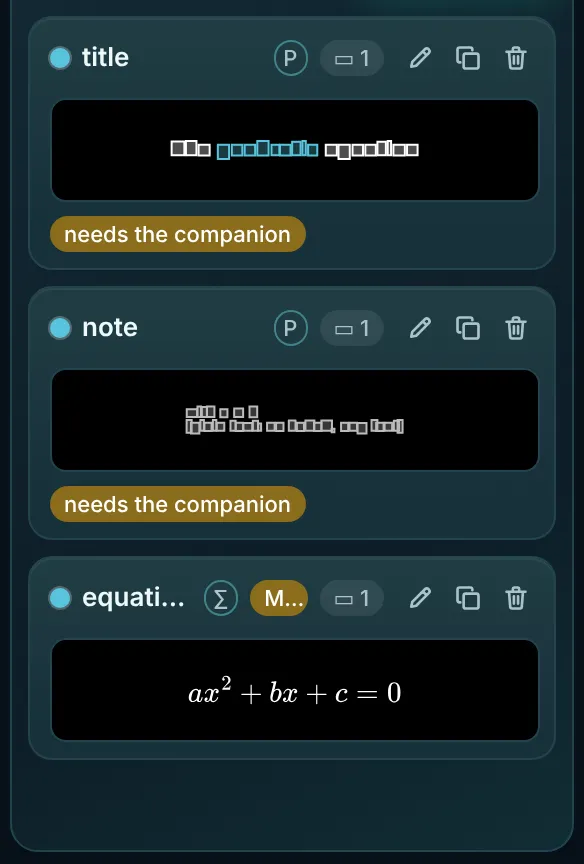 title
P
▭ 1
needs the companion
note
P
▭ 1
needs the companion
equati...
∑
M...
▭ 1
ax² + bx + c = 0